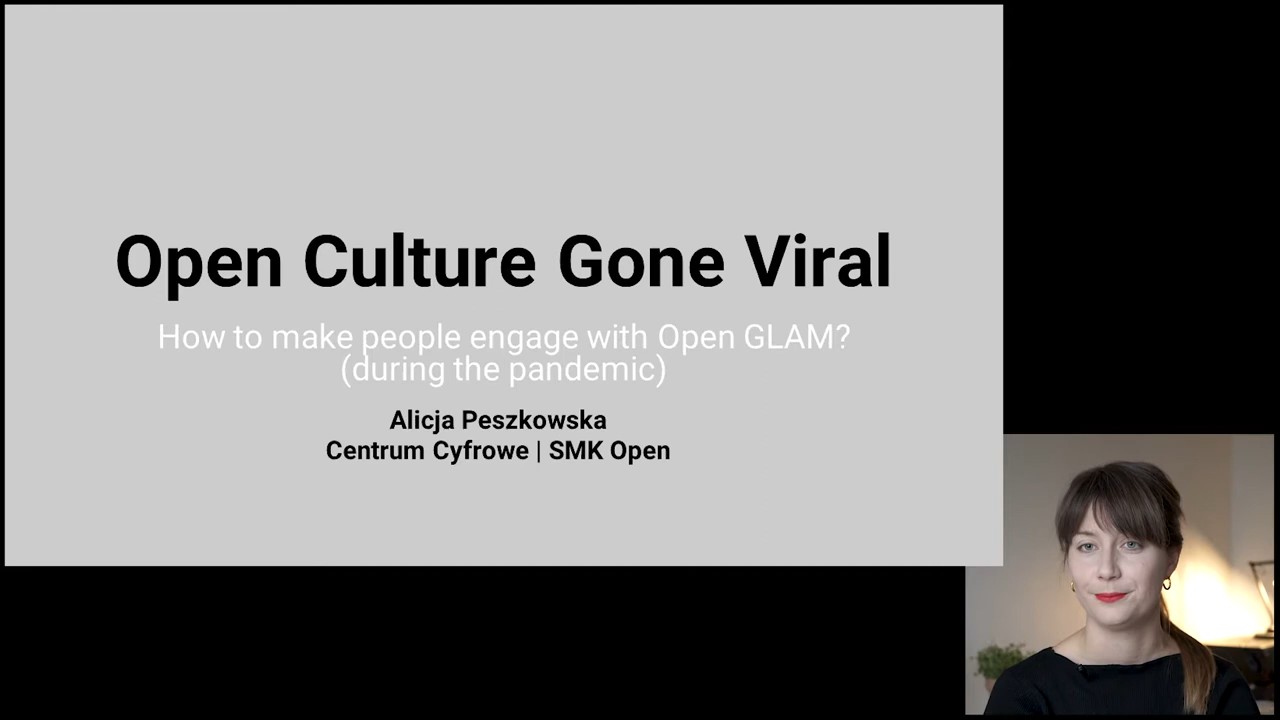 Open Culture Gone Viral
How to make people engage with Open GLAM?
(during the pandemic)
Alicja Peszkowska
Centrum Cyfrowe | SMK Open